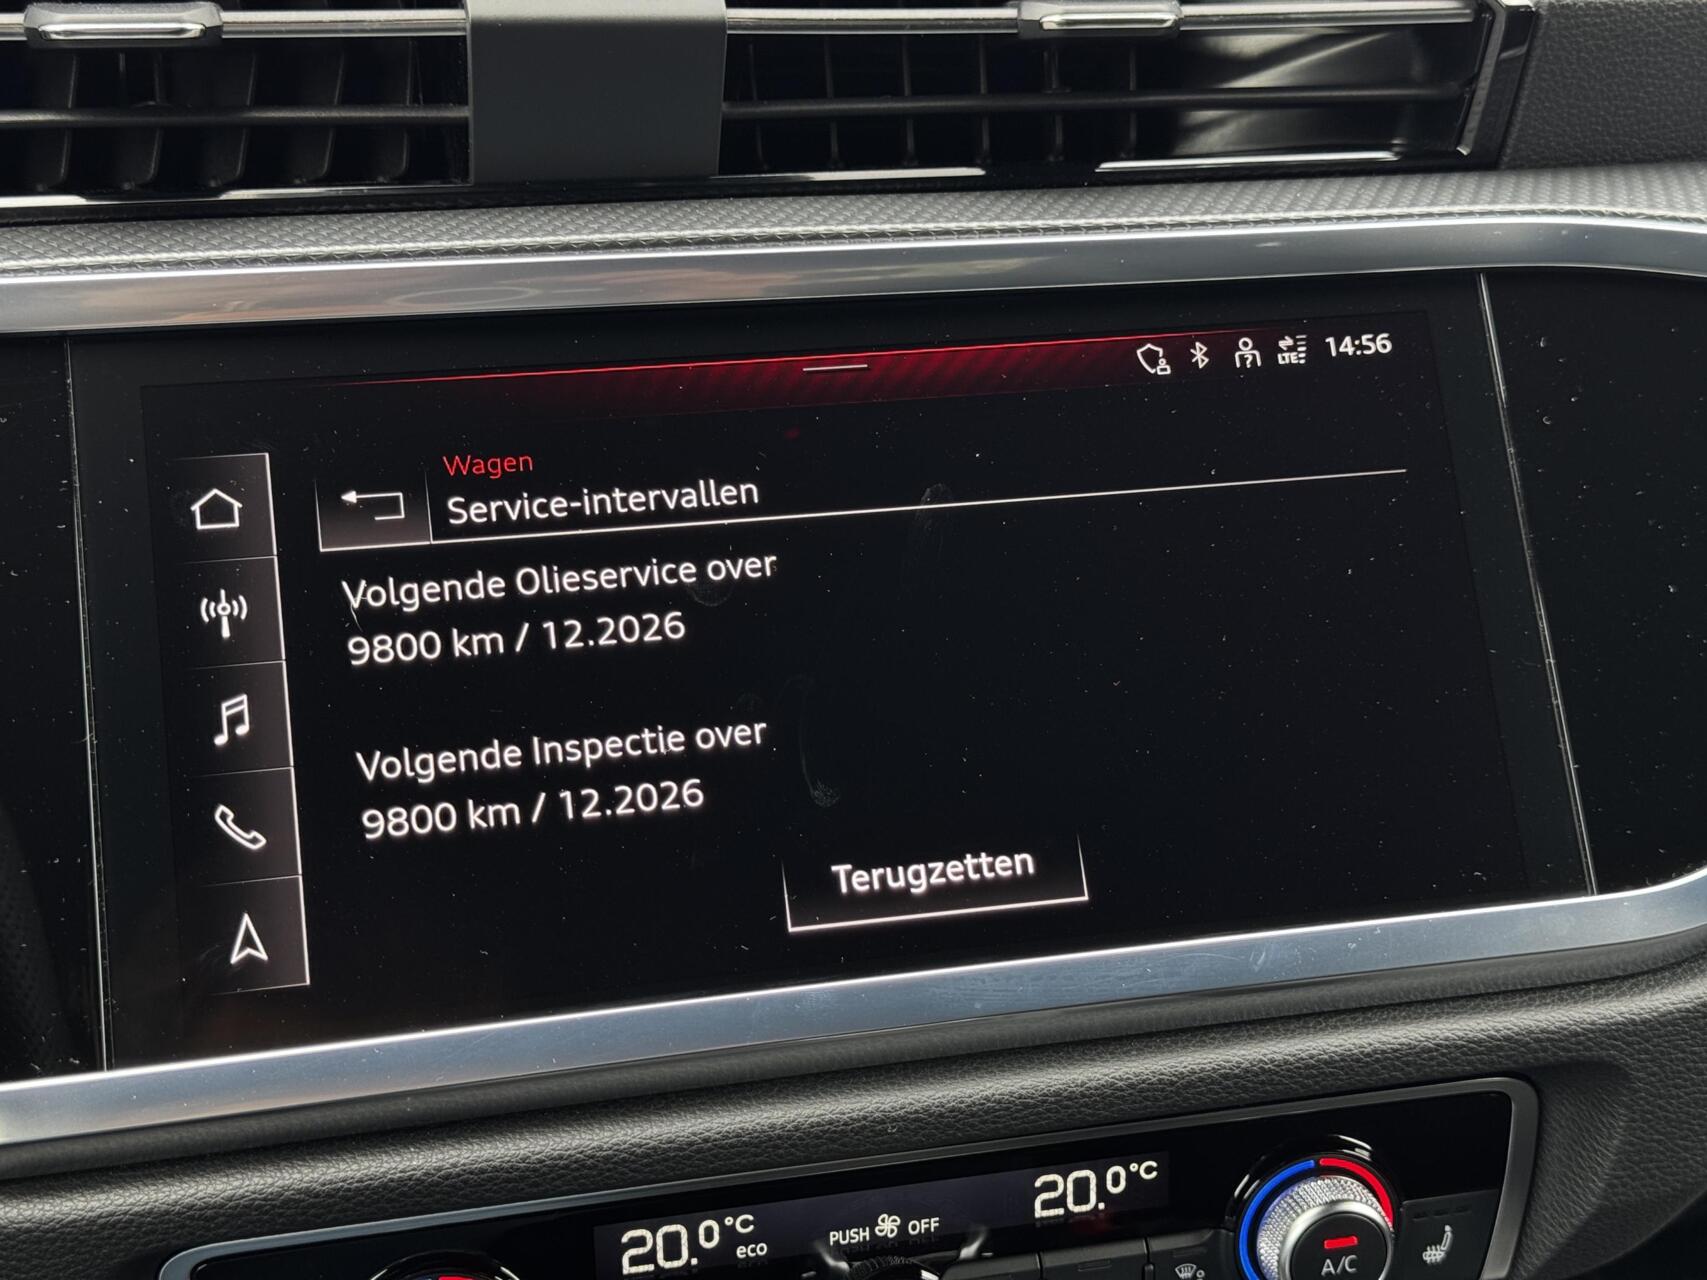 LTE 14:56
Wagen
Service-intervallen
Volgende Olieservice over
9800 km / 12.2026
Volgende Inspectie over
9800 km / 12.2026
Terugzetten
20.0°C eco
PUSH OFF
20.0°C
A/C